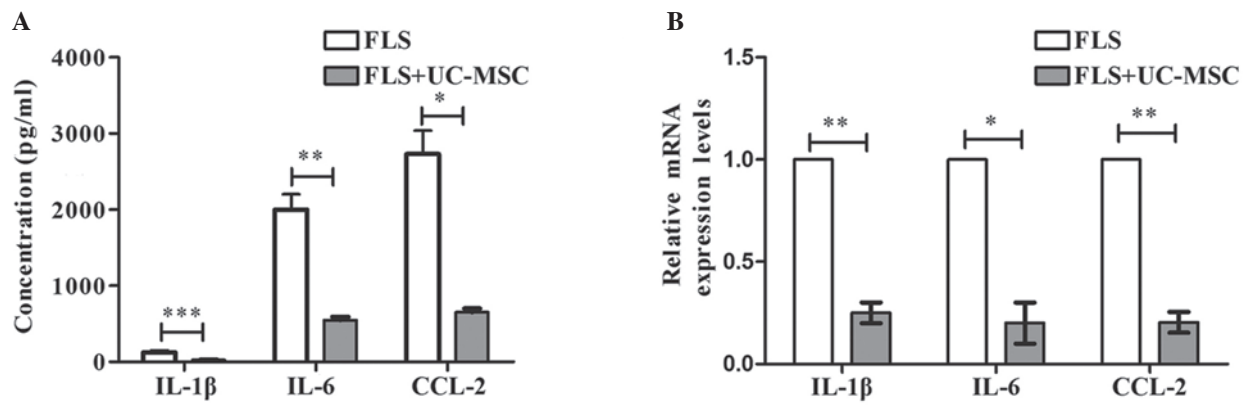 A
FLS
FLS+UC-MSC
Concentration (pg/ml)
4000
3000
2000
1000
0
***
**
*
IL-1β
IL-6
CCL-2
B
FLS
FLS+UC-MSC
Relative mRNA
expression levels
1.5
1.0
0.5
0.0
**
*
**
IL-1β
IL-6
CCL-2